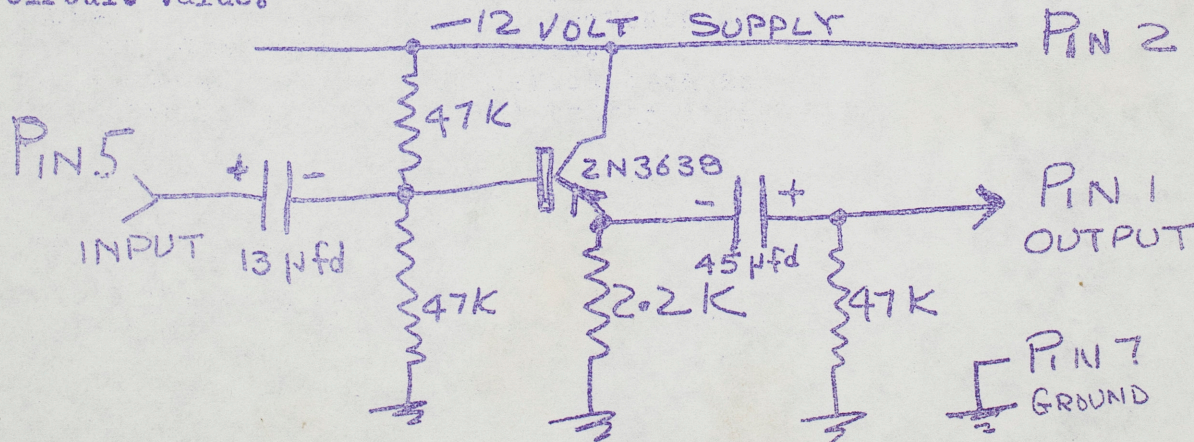 -12 VOLT SUPPLY
PIN 2
47K
PIN 5
+ -
2N3638
- +
PIN 1
INPUT
OUTPUT
13 µfd
45 µfd
47K
2.2K
47K
PIN 7
GROUND